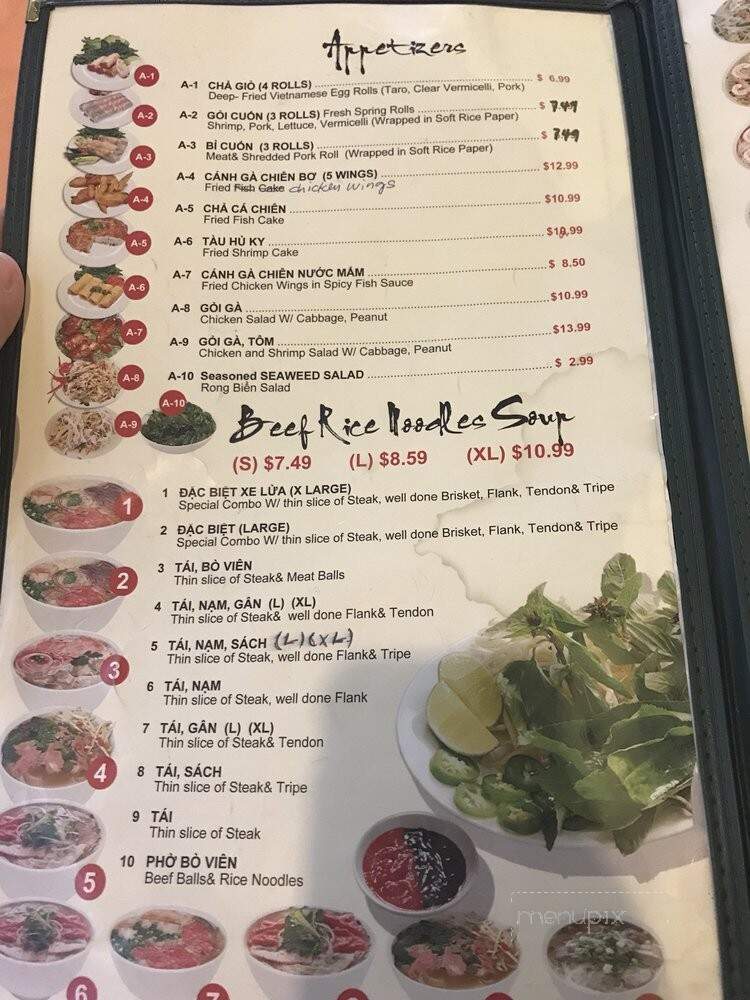 Appetizers
A-1 CHẢ GIÒ (4 ROLLS) $ 6.99
Deep- Fried Vietnamese Egg Rolls (Taro, Clear Vermicelli, Pork)
A-2 GỎI CUỐN (3 ROLLS) Fresh Spring Rolls $ 7.49
Shrimp, Pork, Lettuce, Vermicelli (Wrapped in Soft Rice Paper)
A-3 BÌ CUỐN (3 ROLLS) $ 7.49
Meat& Shredded Pork Roll (Wrapped in Soft Rice Paper)
A-4 CÁNH GÀ CHIÊN BƠ (5 WINGS) $12.99
Fried Fish Cake chicken wings
A-5 CHẢ CÁ CHIÊN $10.99
Fried Fish Cake
A-6 TÀU HỦ KY
Fried Shrimp Cake
A-7 CÁNH GÀ CHIÊN NƯỚC MẮM $ 8.50
Fried Chicken Wings in Spicy Fish Sauce
A-8 GỎI GÀ $10.99
Chicken Salad W/ Cabbage, Peanut
A-9 GỎI GÀ, TÔM $13.99
Chicken and Shrimp Salad W/ Cabbage, Peanut
A-10 Seasoned SEAWEED SALAD $ 2.99
Rong Biển Salad
Beef Rice Noodles Soup
(S) $7.49 (L) $8.59 (XL) $10.99
1 ĐẶC BIỆT XE LỬA (X LARGE)
Special Combo W/ thin slice of Steak, well done Brisket, Flank, Tendon& Tripe
2 ĐẶC BIỆT (LARGE)
Special Combo W/ thin slice of Steak, well done Brisket, Flank, Tendon& Tripe
3 TÁI, BÒ VIÊN
Thin slice of Steak& Meat Balls
4 TÁI, NẠM, GÂN (L) (XL)
Thin slice of Steak& well done Flank& Tendon
5 TÁI, NẠM, SÁCH (L)(XL)
Thin slice of Steak, well done Flank& Tripe
6 TÁI, NẠM
Thin slice of Steak, well done Flank
7 TÁI, GÂN (L) (XL)
Thin slice of Steak& Tendon
8 TÁI, SÁCH
Thin slice of Steak& Tripe
9 TÁI
Thin slice of Steak
10 PHỞ BÒ VIÊN
Beef Balls& Rice Noodles
A-1
A-2
A-3
A-4
A-5
A-6
A-7
A-8
A-9
A-10
1
2
3
4
5
6
menupix